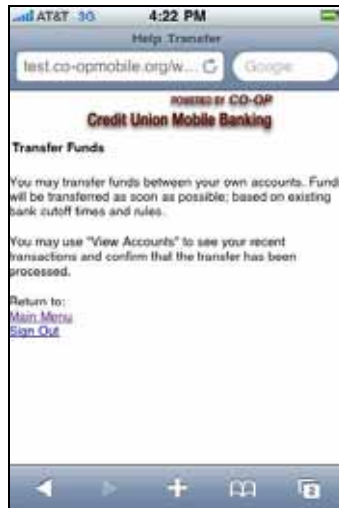 AT&T 3G 4:22 PM
Help Transfer
test.co-opmobile.org/w... Google
POWERED BY CO-OP
Credit Union Mobile Banking
Transfer Funds
You may transfer funds between your own accounts. Fund
will be transferred as soon as possible; based on existing
bank cutoff times and rules.
You may use "View Accounts" to see your recent
transactions and confirm that the transfer has been
processed.
Return to:
Main Menu
Sign Out
2